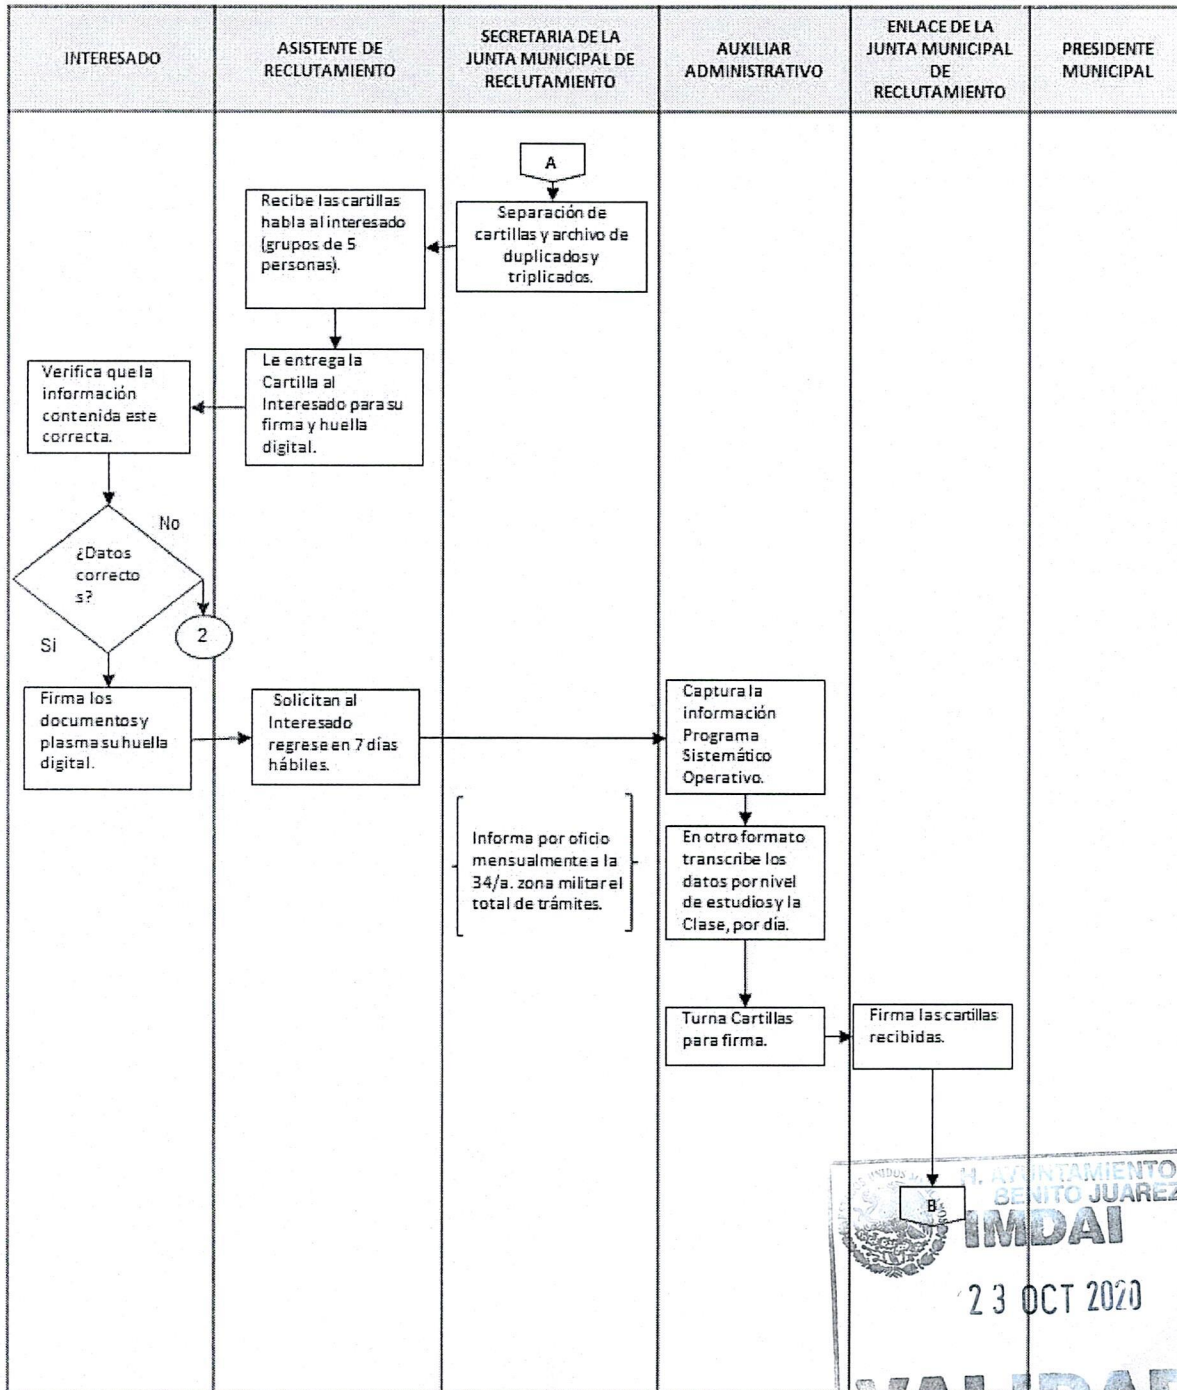 INTERESADO
ASISTENTE DE
RECLUTAMIENTO
SECRETARIA DE LA
JUNTA MUNICIPAL DE
RECLUTAMIENTO
AUXILIAR
ADMINISTRATIVO
ENLACE DE LA
JUNTA MUNICIPAL
DE
RECLUTAMIENTO
PRESIDENTE
MUNICIPAL
A
Separación de
cartillas y archivo de
duplicados y
triplicados.
Recibe las cartillas
habla al interesado
(grupos de 5
personas).
Le entrega la
Cartilla al
Interesado para su
firma y huella
digital.
Verifica que la
información
contenida este
correcta.
¿Datos
correcto
s?
No
2
Si
Firma los
documentos y
plasma su huella
digital.
Solicitan al
Interesado
regrese en 7 días
hábiles.
Captura la
información
Programa
Sistemático
Operativo.
Informa por oficio
mensualmente a la
34/a. zona militar el
total de trámites.
En otro formato
transcribe los
datos por nivel
de estudios y la
Clase, por día.
Turna Cartillas
para firma.
Firma las cartillas
recibidas.
B
H. AYUNTAMIENTO
BENITO JUAREZ
IMDAI
23 OCT 2020